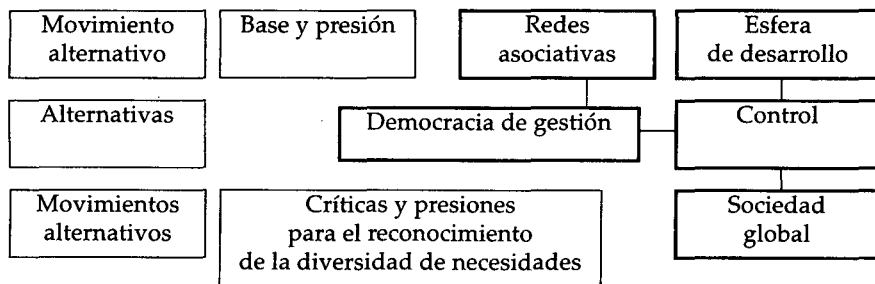 Movimiento
alternativo
Base y presión
Redes
asociativas
Esfera
de desarrollo
Alternativas
Democracia de gestión
Control
Movimientos
alternativos
Críticas y presiones
para el reconocimiento
de la diversidad de necesidades
Sociedad
global